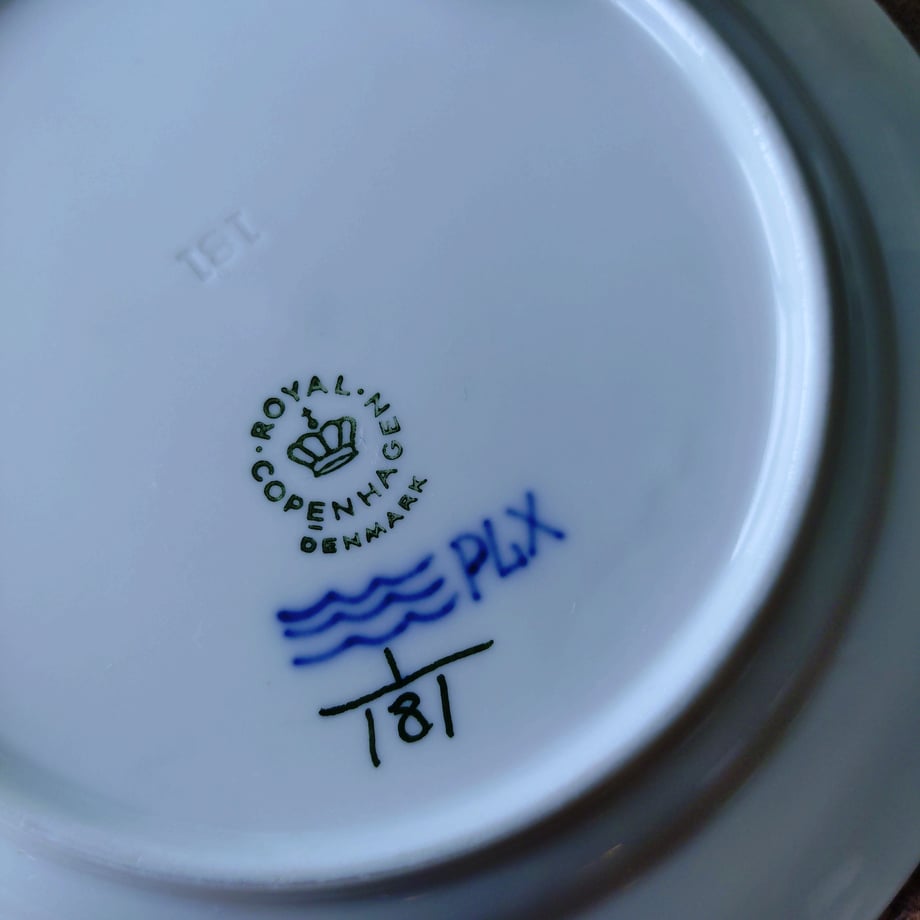 181
ROYAL
COPENHAGEN
DENMARK
PLX
1
181